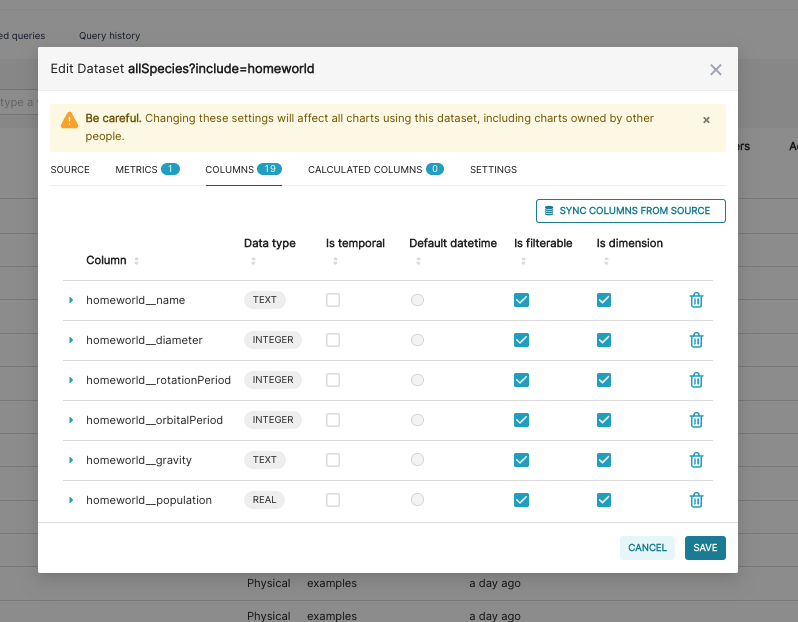 ed queries
Query history
Edit Dataset allSpecies?include=homeworld
type a
Be careful. Changing these settings will affect all charts using this dataset, including charts owned by other
people.
×
SOURCE
METRICS 1
COLUMNS 19
CALCULATED COLUMNS 0
SETTINGS
SYNC COLUMNS FROM SOURCE
Column
Data type
Is temporal
Default datetime
Is filterable
Is dimension
homeworld__name TEXT
homeworld__diameter INTEGER
homeworld__rotationPeriod INTEGER
homeworld__orbitalPeriod INTEGER
homeworld__gravity TEXT
homeworld__population REAL
CANCEL
SAVE
Physical examples a day ago
Physical examples a day ago